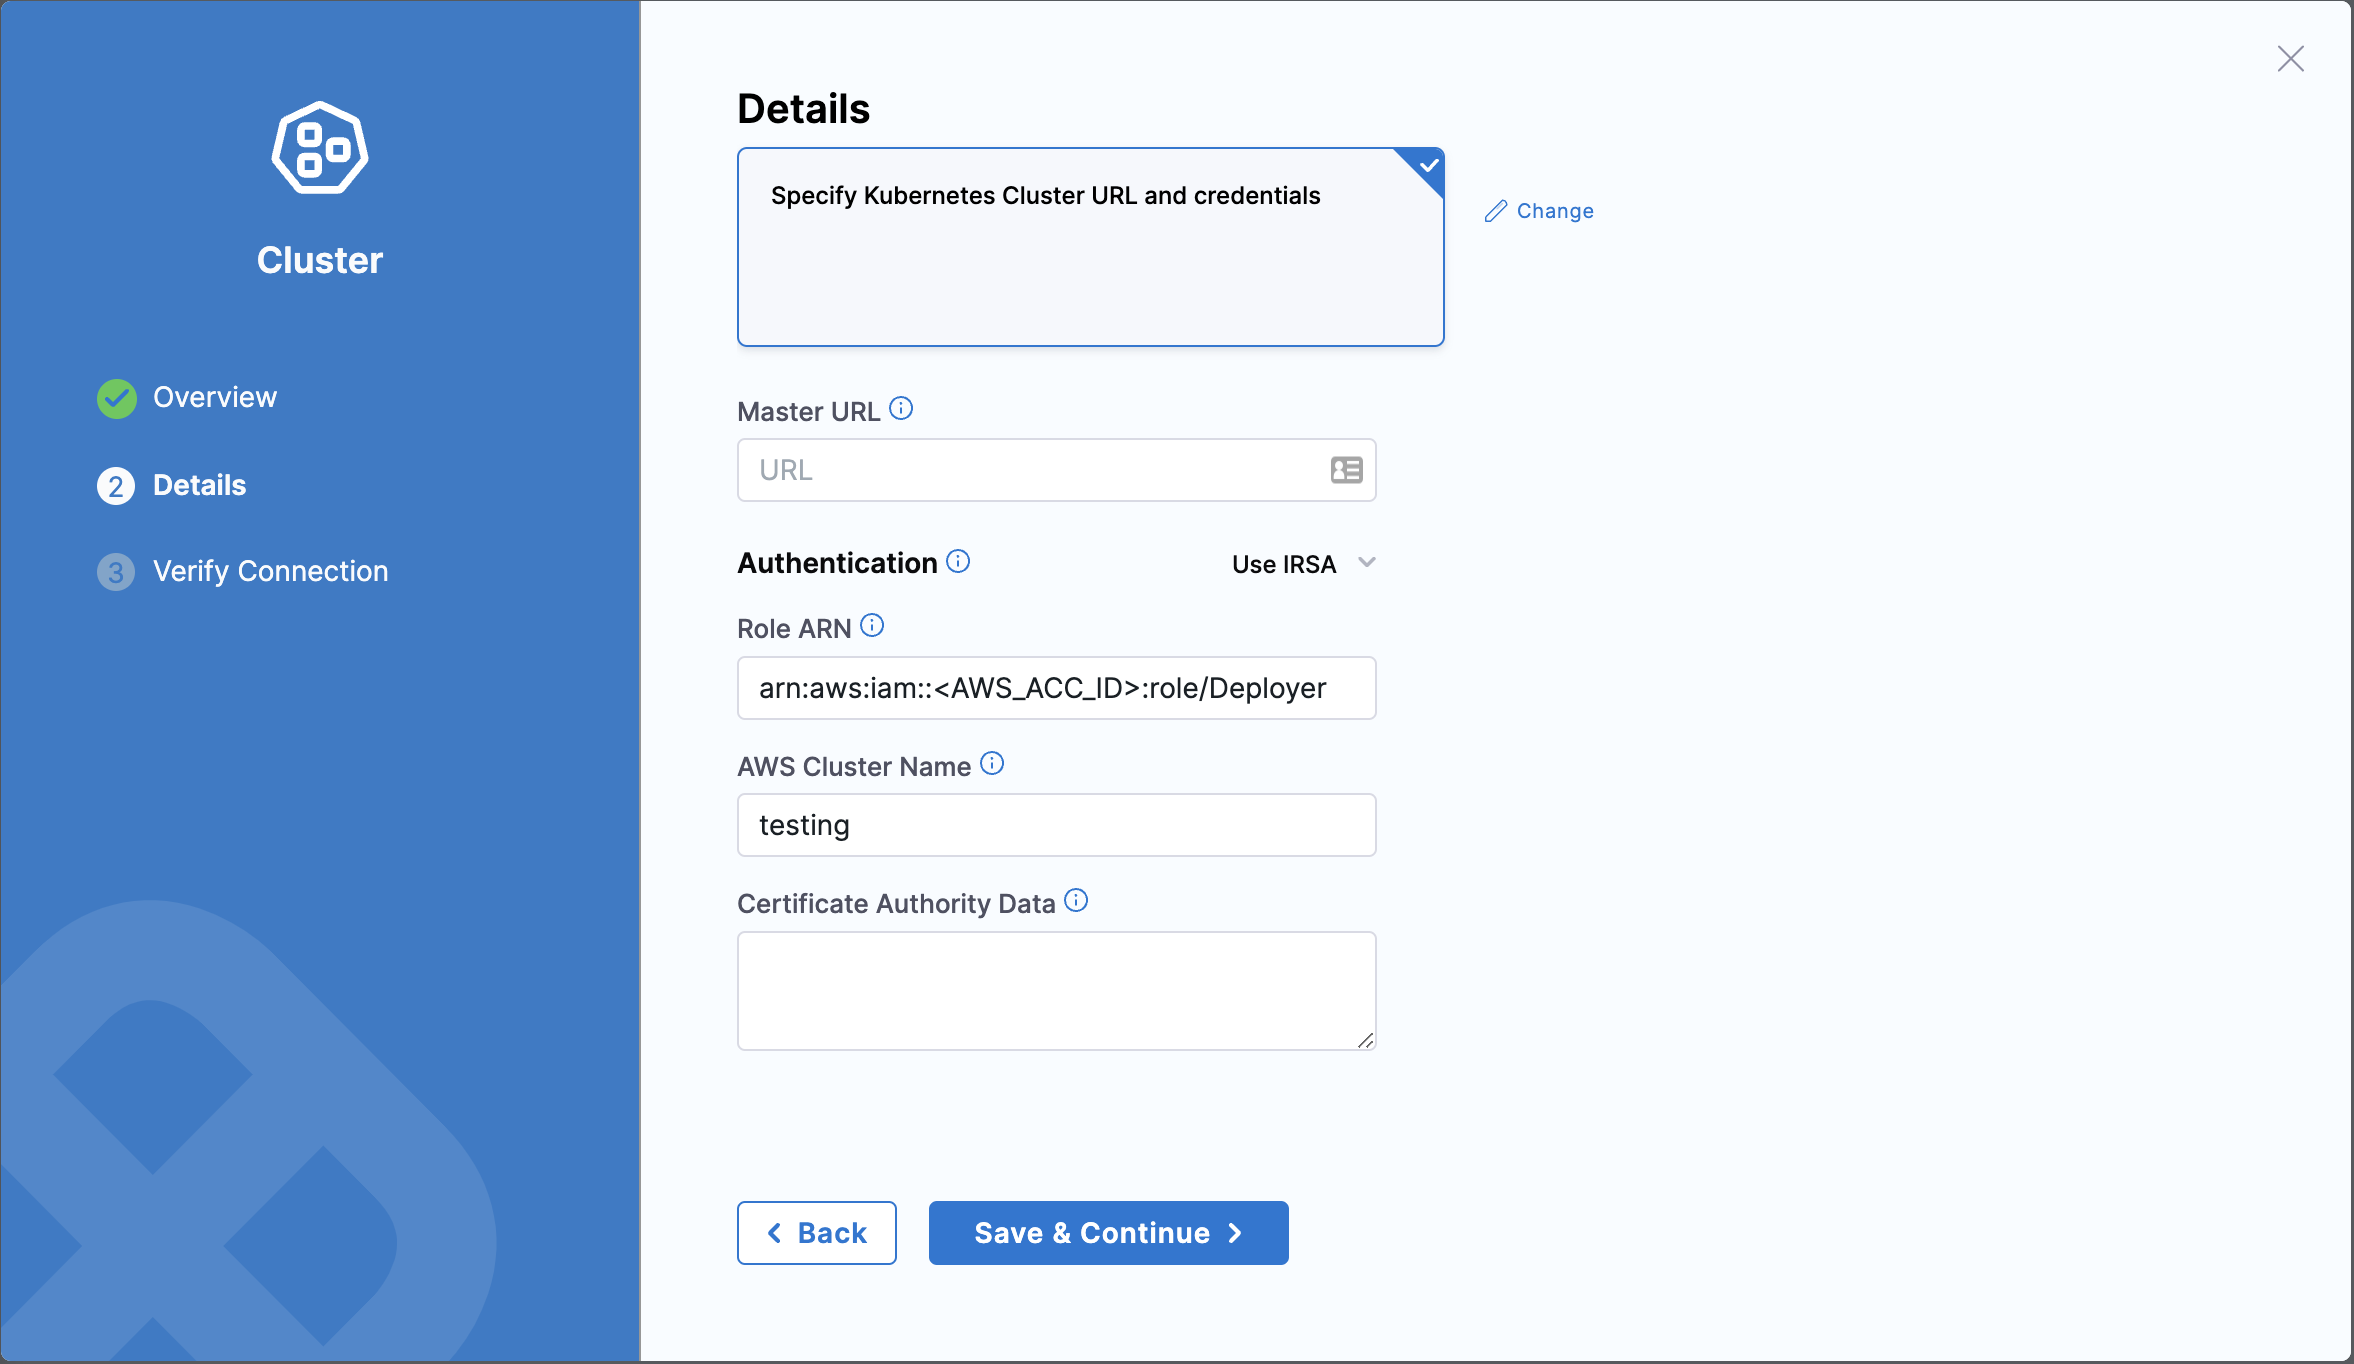 Cluster
Overview
2 Details
3 Verify Connection
Details
Specify Kubernetes Cluster URL and credentials
Change
Master URL
URL
Authentication
Use IRSA
Role ARN
arn:aws:iam::<AWS_ACC_ID>:role/Deployer
AWS Cluster Name
testing
Certificate Authority Data
Back
Save & Continue